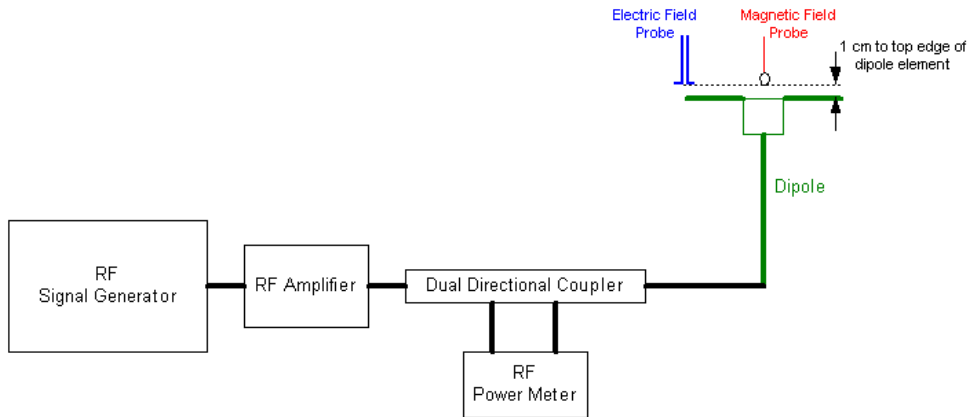 Electric Field
Probe
Magnetic Field
Probe
1 cm to top edge of
dipole element
Dipole
RF
Signal Generator
RF Amplifier
Dual Directional Coupler
RF
Power Meter